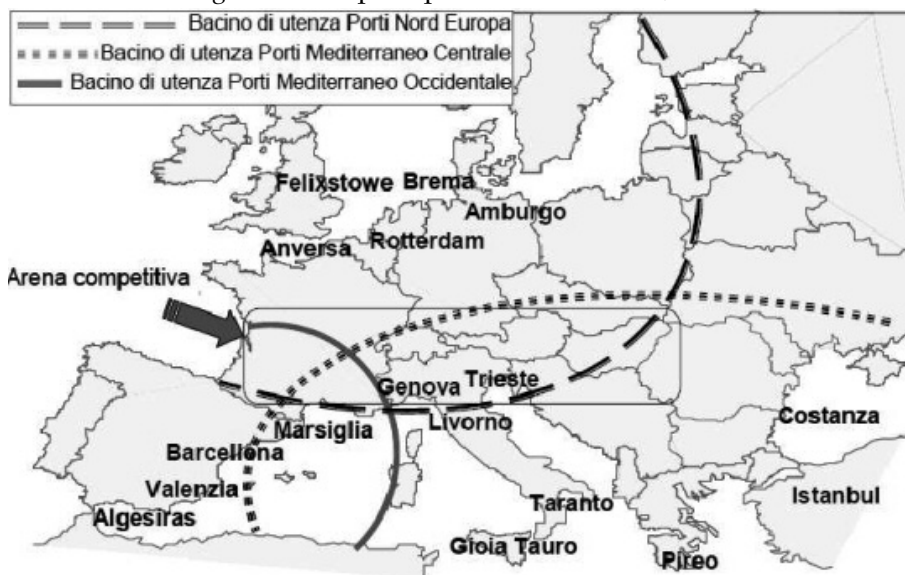 Bacino di utenza Porti Nord Europa
Bacino di utenza Porti Mediterraneo Centrale
Bacino di utenza Porti Mediterraneo Occidentale
Felixstowe
Brema
Amburgo
Anversa
Rotterdam
Arena competitiva
Genova
Trieste
Marsiglia
Livorno
Costanza
Barcellona
Valenzia
Taranto
Istanbul
Algesiras
Gioia Tauro
Pireo